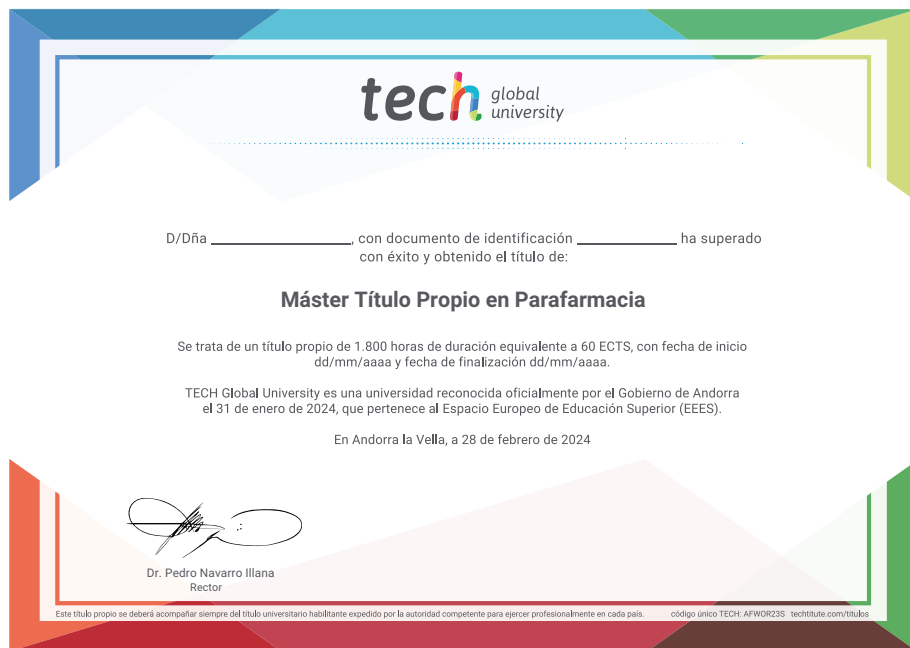 tech global
university
D/Dña ____________________, con documento de identificación ______________ ha superado
con éxito y obtenido el título de:
Máster Título Propio en Parafarmacia
Se trata de un título propio de 1.800 horas de duración equivalente a 60 ECTS, con fecha de inicio
dd/mm/aaaa y fecha de finalización dd/mm/aaaa.
TECH Global University es una universidad reconocida oficialmente por el Gobierno de Andorra
el 31 de enero de 2024, que pertenece al Espacio Europeo de Educación Superior (EEES).
En Andorra la Vella, a 28 de febrero de 2024
Dr. Pedro Navarro Illana
Rector
Este título propio se deberá acompañar siempre del título universitario habilitante expedido por la autoridad competente para ejercer profesionalmente en cada país. código único TECH: AFWOR23S techtitute.com/titulos